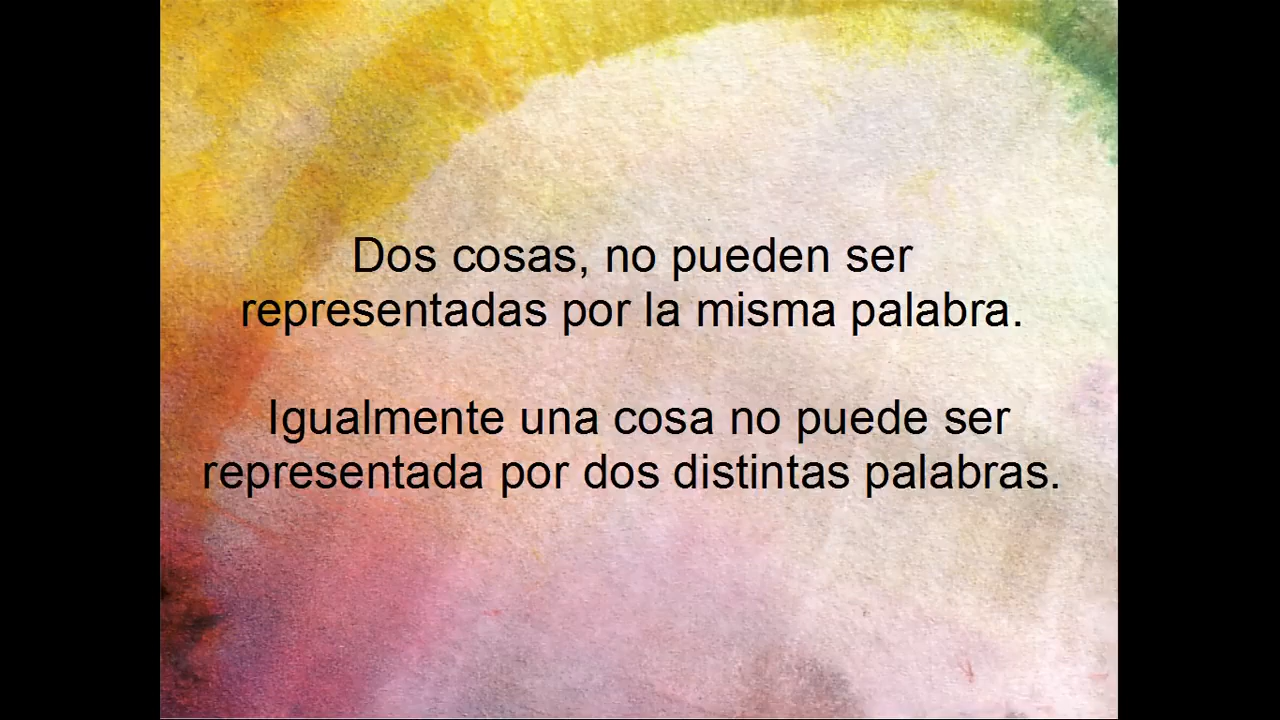 Dos cosas, no pueden ser
representadas por la misma palabra.
Igualmente una cosa no puede ser
representada por dos distintas palabras.